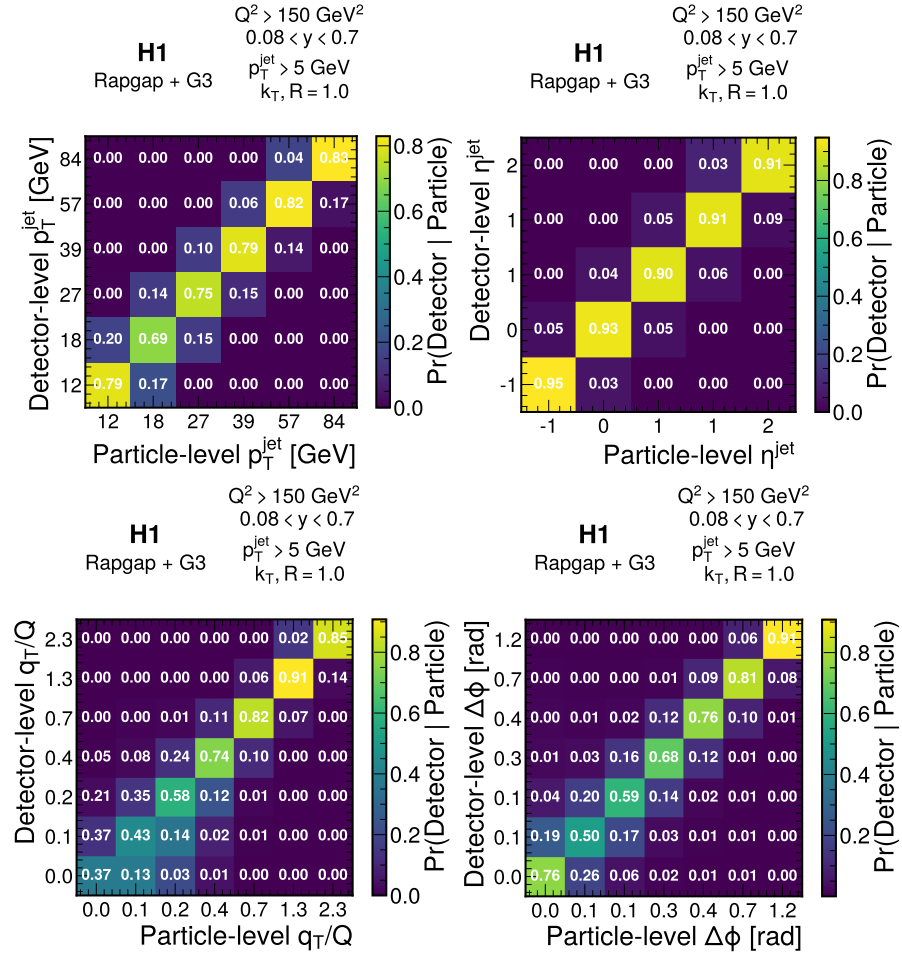 Q² > 150 GeV²
0.08 < y < 0.7
H1
p_T^jet > 5 GeV
Rapgap + G3
k_T, R = 1.0
Detector-level p_T^jet [GeV]
84 0.00 0.00 0.00 0.00 0.04 0.83
57 0.00 0.00 0.00 0.06 0.82 0.17
39 0.00 0.00 0.10 0.79 0.14 0.00
27 0.00 0.14 0.75 0.15 0.00 0.00
18 0.20 0.69 0.15 0.00 0.00 0.00
12 0.79 0.17 0.00 0.00 0.00 0.00
12 18 27 39 57 84
Particle-level p_T^jet [GeV]
0.8
0.6
0.4
0.2
0.0
Pr(Detector | Particle)
Q² > 150 GeV²
0.08 < y < 0.7
H1
p_T^jet > 5 GeV
Rapgap + G3
k_T, R = 1.0
Detector-level η^jet
2 0.00 0.00 0.00 0.03 0.91
1 0.00 0.00 0.05 0.91 0.09
1 0.00 0.04 0.90 0.06 0.00
0 0.05 0.93 0.05 0.00 0.00
-1 0.95 0.03 0.00 0.00 0.00
-1 0 1 1 2
Particle-level η^jet
0.8
0.6
0.4
0.2
0.0
Pr(Detector | Particle)
Q² > 150 GeV²
0.08 < y < 0.7
H1
p_T^jet > 5 GeV
Rapgap + G3
k_T, R = 1.0
Detector-level q_T/Q
2.3 0.00 0.00 0.00 0.00 0.00 0.02 0.85
1.3 0.00 0.00 0.00 0.00 0.06 0.91 0.14
0.7 0.00 0.00 0.01 0.11 0.82 0.07 0.00
0.4 0.05 0.08 0.24 0.74 0.10 0.00 0.00
0.2 0.21 0.35 0.58 0.12 0.01 0.00 0.00
0.1 0.37 0.43 0.14 0.02 0.01 0.00 0.00
0.0 0.37 0.13 0.03 0.01 0.00 0.00 0.00
0.0 0.1 0.2 0.4 0.7 1.3 2.3
Particle-level q_T/Q
0.8
0.6
0.4
0.2
0.0
Pr(Detector | Particle)
Q² > 150 GeV²
0.08 < y < 0.7
H1
p_T^jet > 5 GeV
Rapgap + G3
k_T, R = 1.0
Detector-level Δϕ [rad]
1.2 0.00 0.00 0.00 0.00 0.00 0.06 0.91
0.7 0.00 0.00 0.00 0.01 0.09 0.81 0.08
0.4 0.00 0.01 0.02 0.12 0.76 0.10 0.01
0.3 0.01 0.03 0.16 0.68 0.12 0.01 0.00
0.1 0.04 0.20 0.59 0.14 0.02 0.01 0.00
0.1 0.19 0.50 0.17 0.03 0.01 0.01 0.00
0.0 0.76 0.26 0.06 0.02 0.01 0.01 0.00
0.0 0.1 0.1 0.3 0.4 0.7 1.2
Particle-level Δϕ [rad]
0.8
0.6
0.4
0.2
Pr(Detector | Particle)